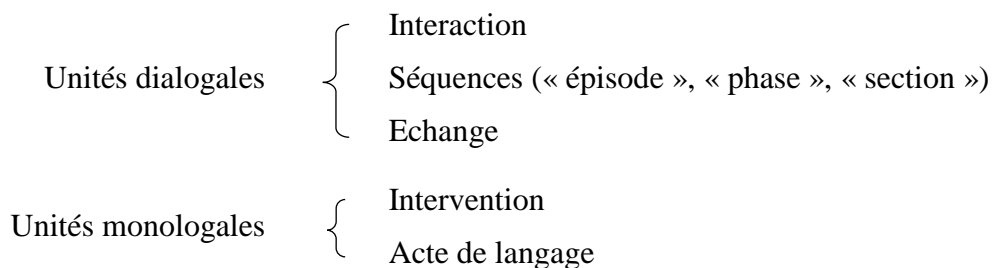 Interaction
Unités dialogales Séquences (« épisode », « phase », « section »)
Echange
Intervention
Unités monologales
Acte de langage